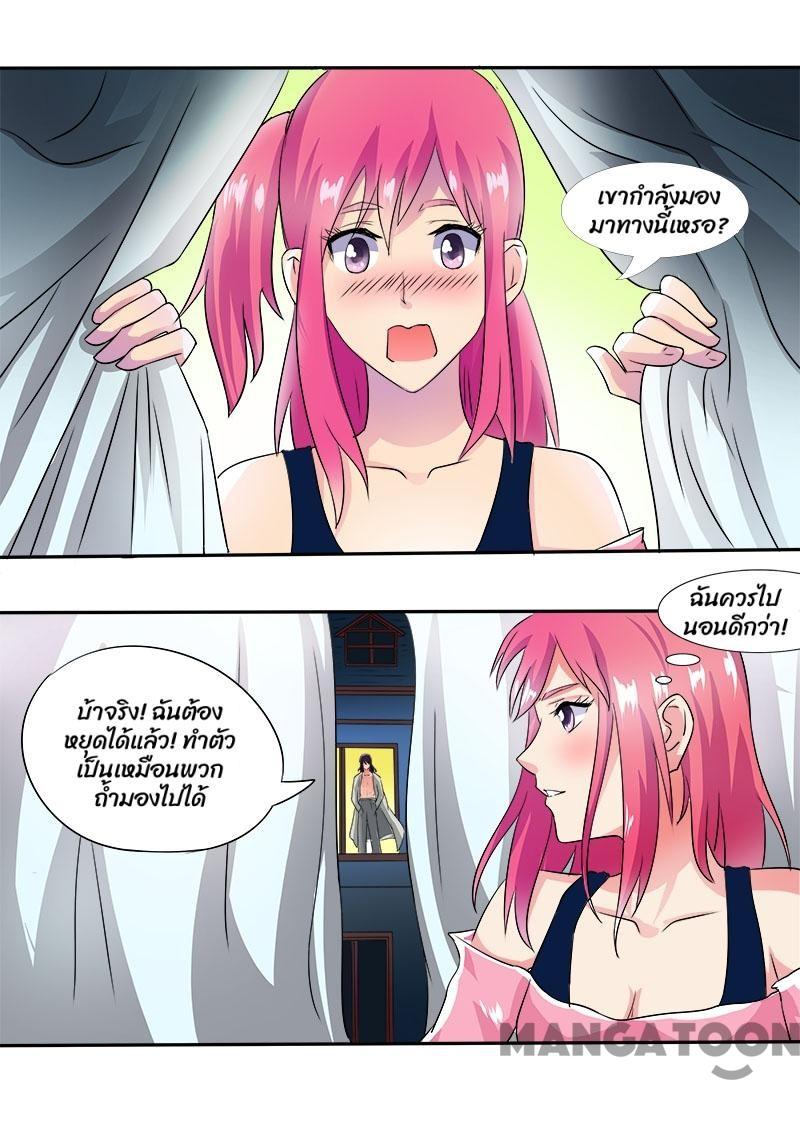 เขากำลังมอง
มาทางนี้เหรอ?
ฉันควรไป
นอนดีกว่า!
บ้าจริง! ฉันต้อง
หยุดได้แล้ว! ทำตัว
เป็นเหมือนพวก
ถ้ำมองไปได้
MANGATOON